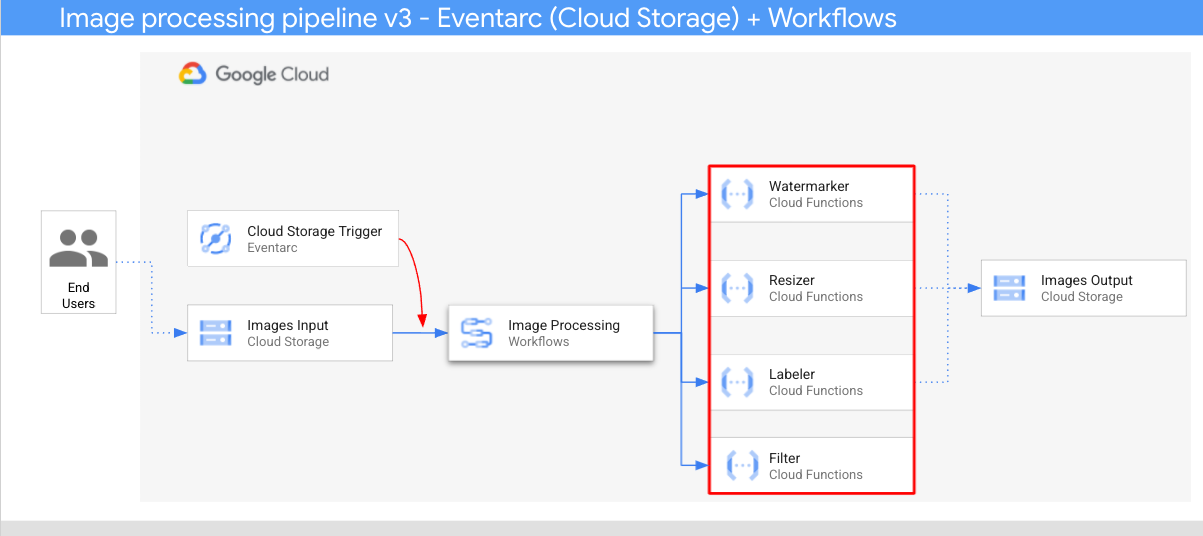 Image processing pipeline v3 - Eventarc (Cloud Storage) + Workflows
Google Cloud
End
Users
Cloud Storage Trigger
Eventarc
Images Input
Cloud Storage
Image Processing
Workflows
Watermarker
Cloud Functions
Resizer
Cloud Functions
Labeler
Cloud Functions
Filter
Cloud Functions
Images Output
Cloud Storage